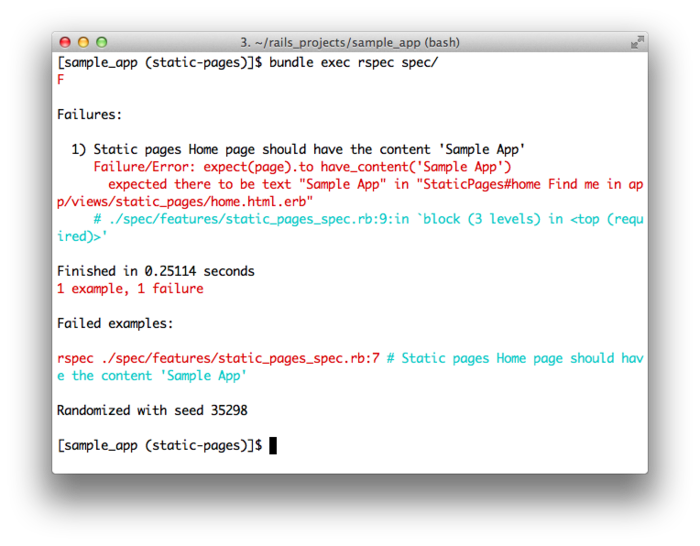 3. ~/rails_projects/sample_app (bash)
[sample_app (static-pages)]$ bundle exec rspec spec/
F
Failures:
1) Static pages Home page should have the content 'Sample App'
Failure/Error: expect(page).to have_content('Sample App')
expected there to be text "Sample App" in "StaticPages#home Find me in ap
p/views/static_pages/home.html.erb"
# ./spec/features/static_pages_spec.rb:9:in `block (3 levels) in <top (requ
ired)>'
Finished in 0.25114 seconds
1 example, 1 failure
Failed examples:
rspec ./spec/features/static_pages_spec.rb:7 # Static pages Home page should hav
e the content 'Sample App'
Randomized with seed 35298
[sample_app (static-pages)]$